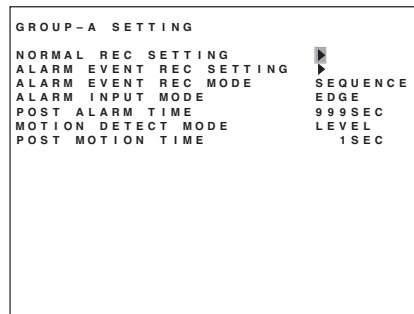 GROUP-A SETTING
NORMAL REC SETTING ▶
ALARM EVENT REC SETTING ▶
ALARM EVENT REC MODE SEQUENCE
ALARM INPUT MODE EDGE
POST ALARM TIME 999SEC
MOTION DETECT MODE LEVEL
POST MOTION TIME 1SEC